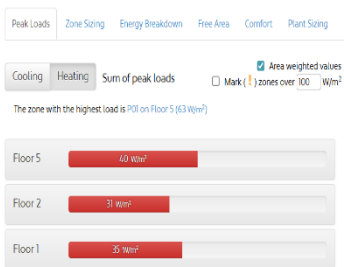 Peak Loads Zone Sizing Energy Breakdown Free Area Comfort Plant Sizing
Area weighted values
Cooling Heating Sum of peak loads
Mark ( ! ) zones over 100 W/m²
The zone with the highest load is P01 on Floor 5 (63 W/m²)
Floor 5 40 W/m²
Floor 2 31 W/m²
Floor 1 35 W/m²